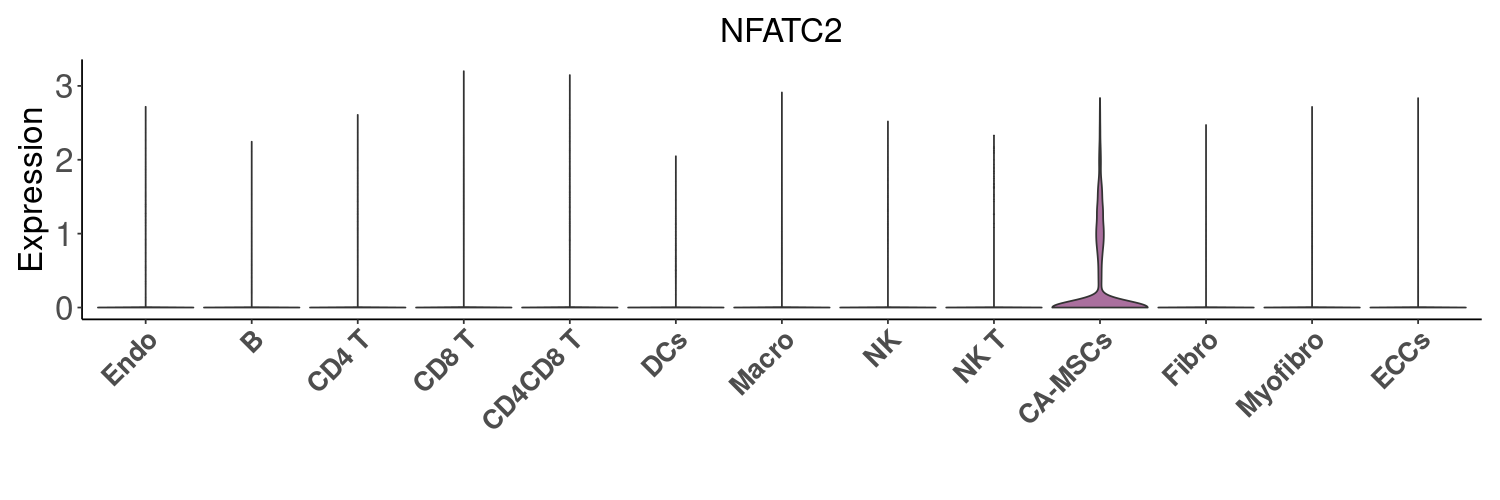 NFATC2
Expression
3
2
1
0
Endo
B
CD4 T
CD8 T
CD4CD8 T
DCs
Macro
NK
NK T
CA-MSCs
Fibro
Myofibro
ECCs